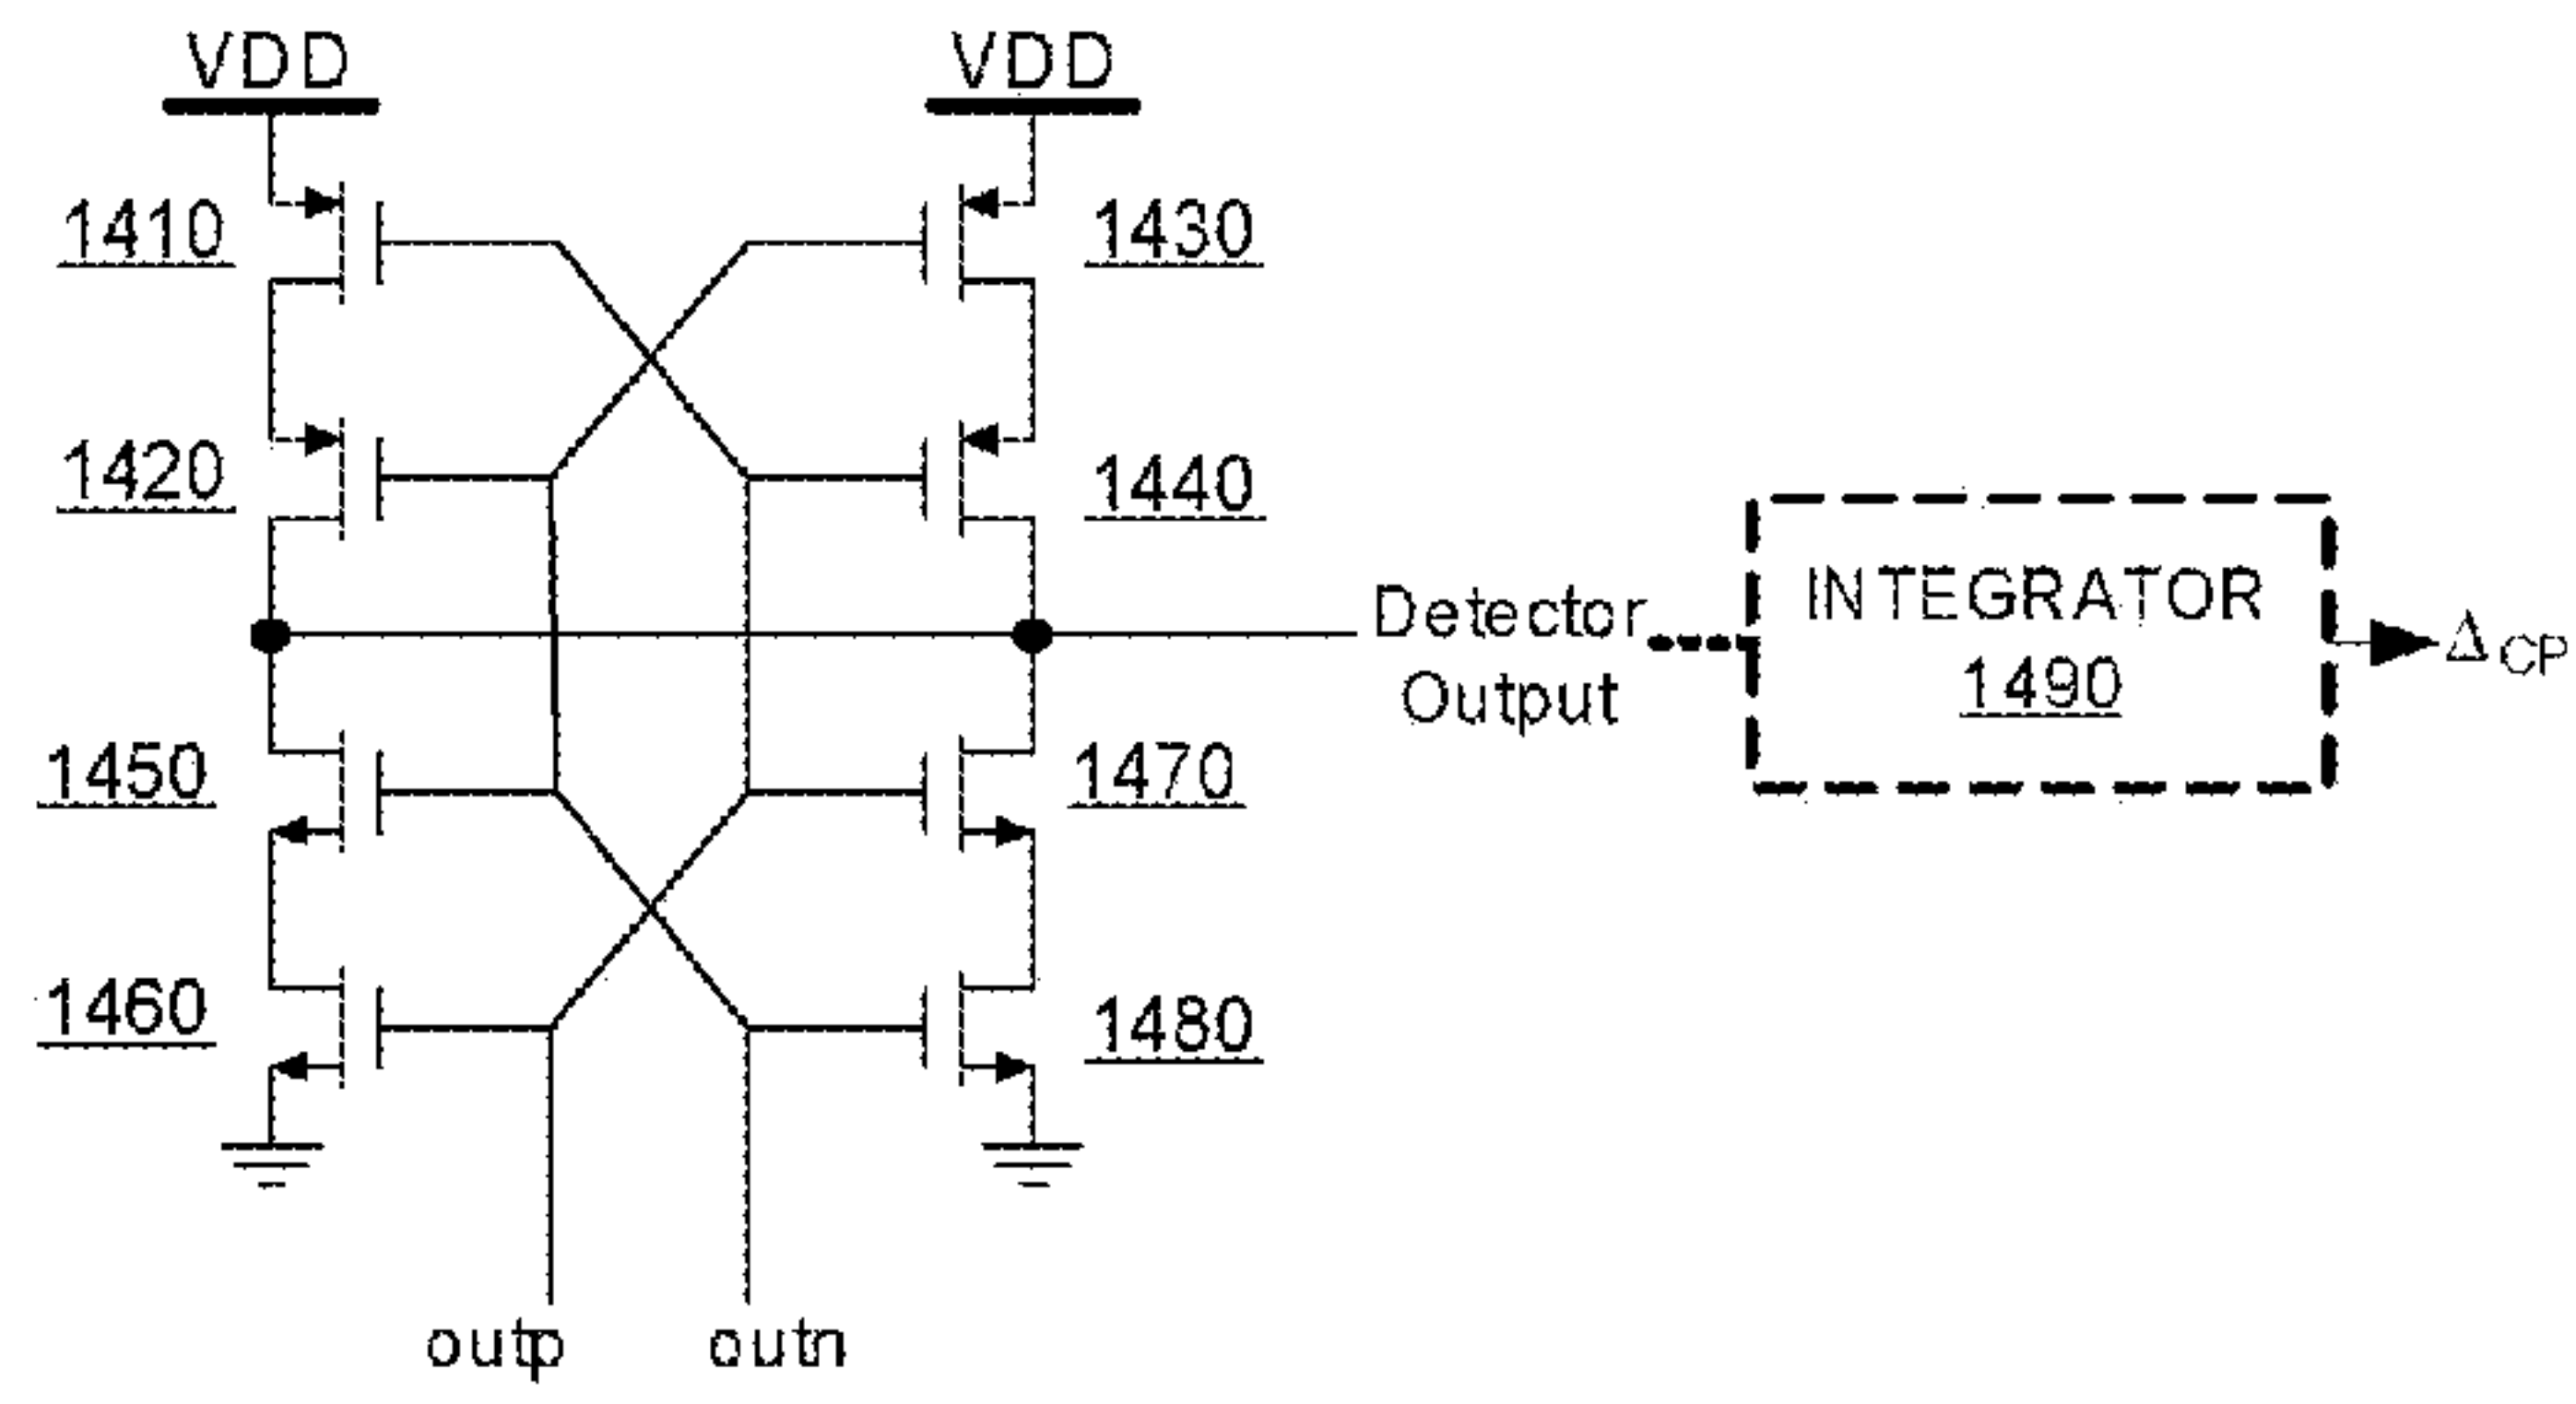 VDD
VDD
1410
1430
1420
1440
Detector
Output
INTEGRATOR
1490
ΔCP
1450
1470
1460
1480
outp
outn